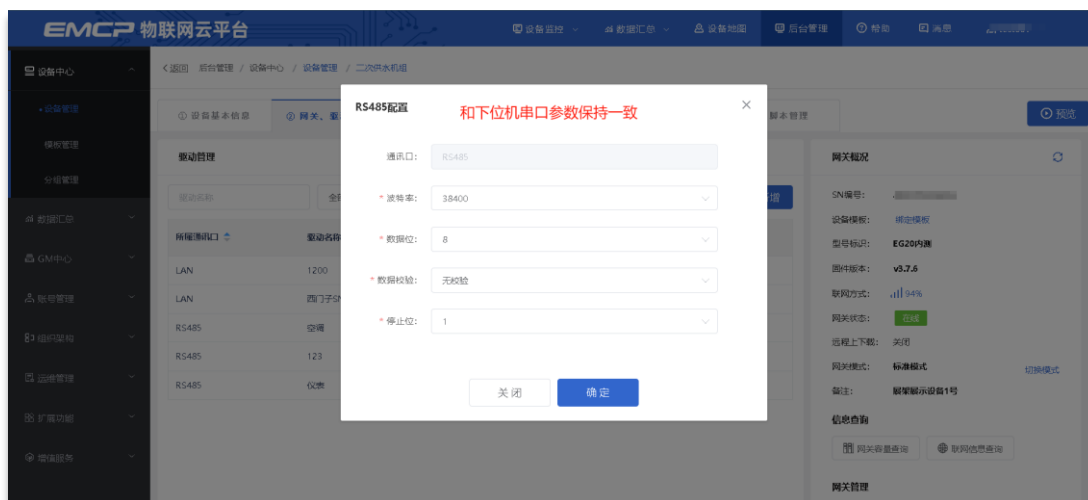 EMCP 物联网云平台
设备监控 数据汇总 设备地图 后台管理 帮助 消息
设备中心
<返回 后台管理 / 设备中心 / 设备管理 / 二次供水机组
RS485配置 和下位机串口参数保持一致
• 设备管理
① 设备基本信息 ② 网关、驱 脚本管理 预览
模板管理
驱动管理
通讯口: RS485
网关概况
分组管理
驱动名称
* 波特率: 38400
增
SN编号:
数据汇总
设备模板: 绑定模板
所属通讯口 驱动名称
* 数据位: 8
型号标识: EG20内测
GM中心
LAN 1200
* 数据校验: 无校验
固件版本: v3.7.6
账号管理
LAN 西门子
联网方式: 94%
* 停止位: 1
网关状态: 在线
组织架构
RS485 空调
远程上下载: 关闭
RS485 123
网关模式: 标准模式 切换模式
运维管理
RS485 仪表
关闭 确定
备注: 展架展示设备1号
扩展功能
信息查询
网关容量查询 联网信息查询
增值服务
网关管理